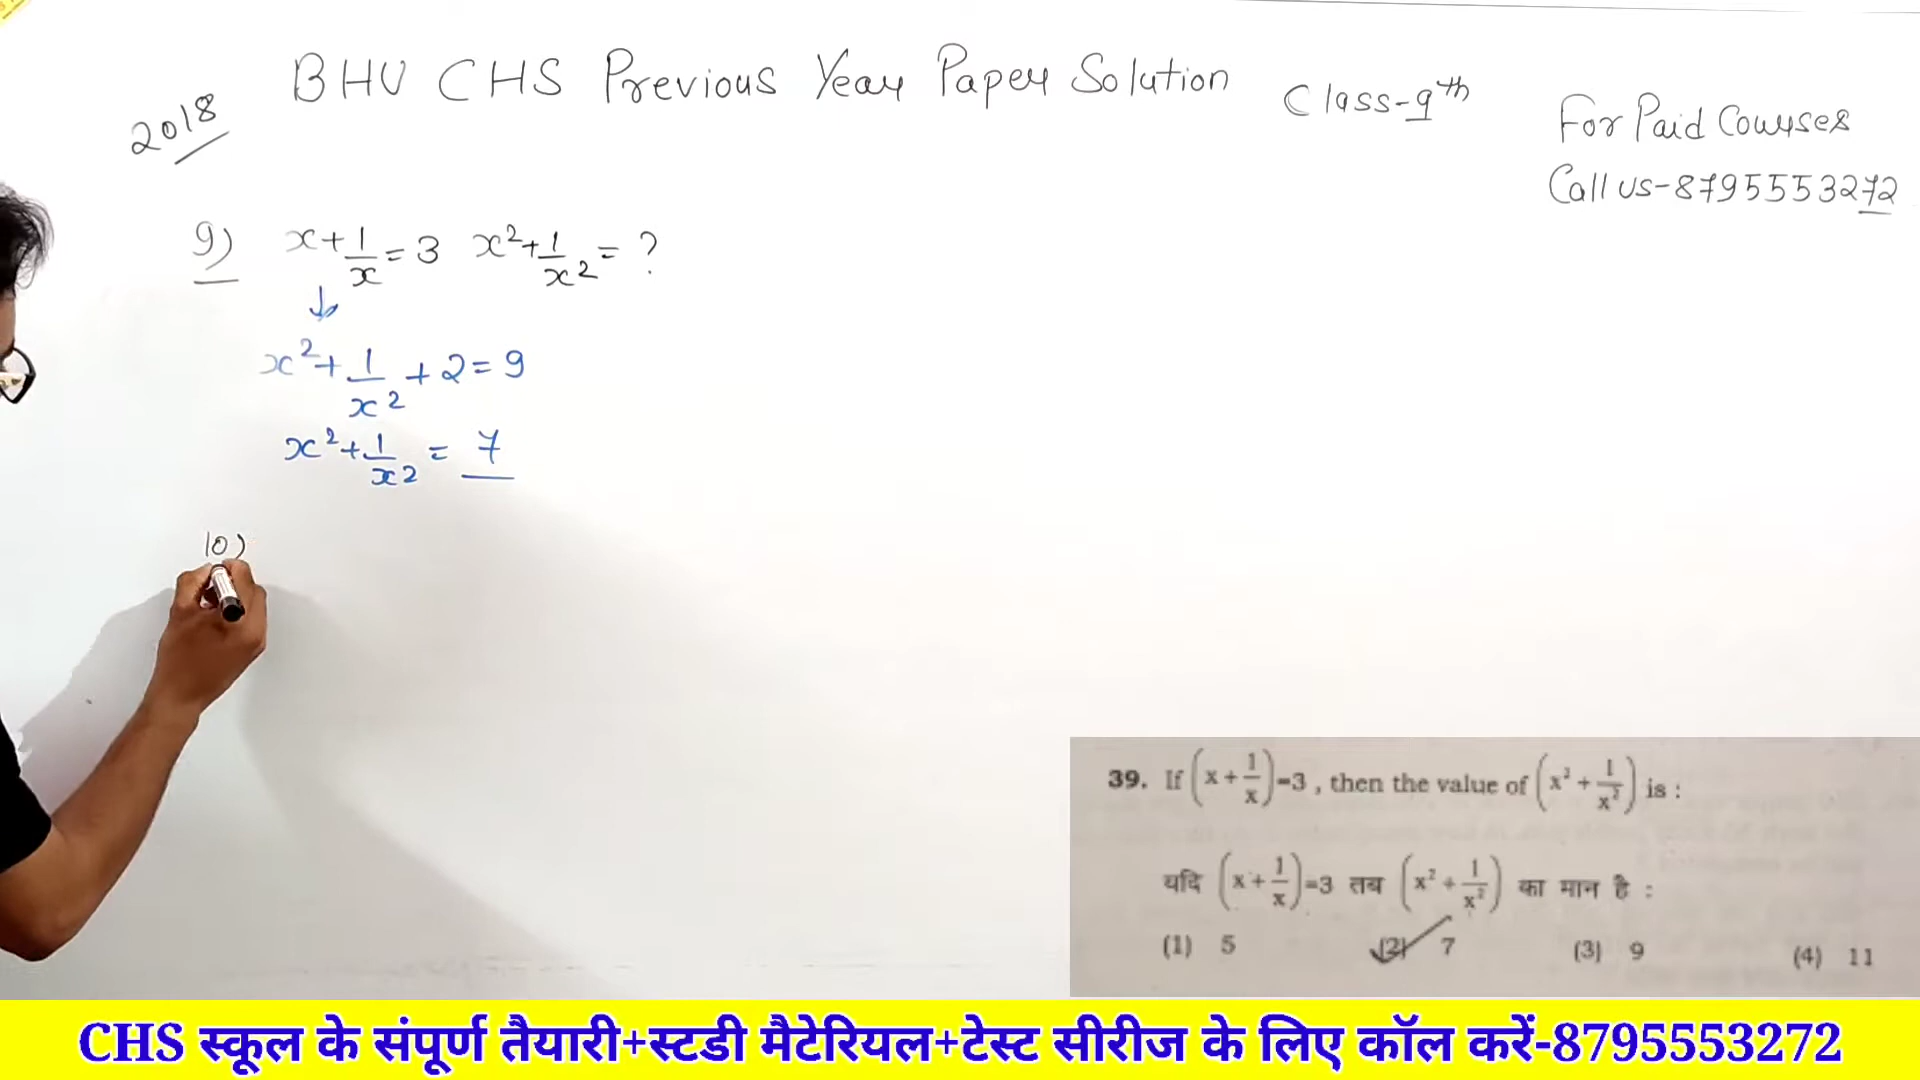 BHU CHS Previous Year Paper Solution
Class-9th
2018
For Paid Courses
Call us-8795553272
9) x+1/x=3 x²+1/x²=?
x²+1/x²+2=9
x²+1/x²=7
10)
39. If (x+1/x)=3, then the value of (x²+1/x²) is :
यदि (x+1/x)=3 तब (x²+1/x²) का मान है :
(1) 5 (2) 7 (3) 9 (4) 11
CHS स्कूल के संपूर्ण तैयारी+स्टडी मैटेरियल+टेस्ट सीरीज के लिए कॉल करें-8795553272